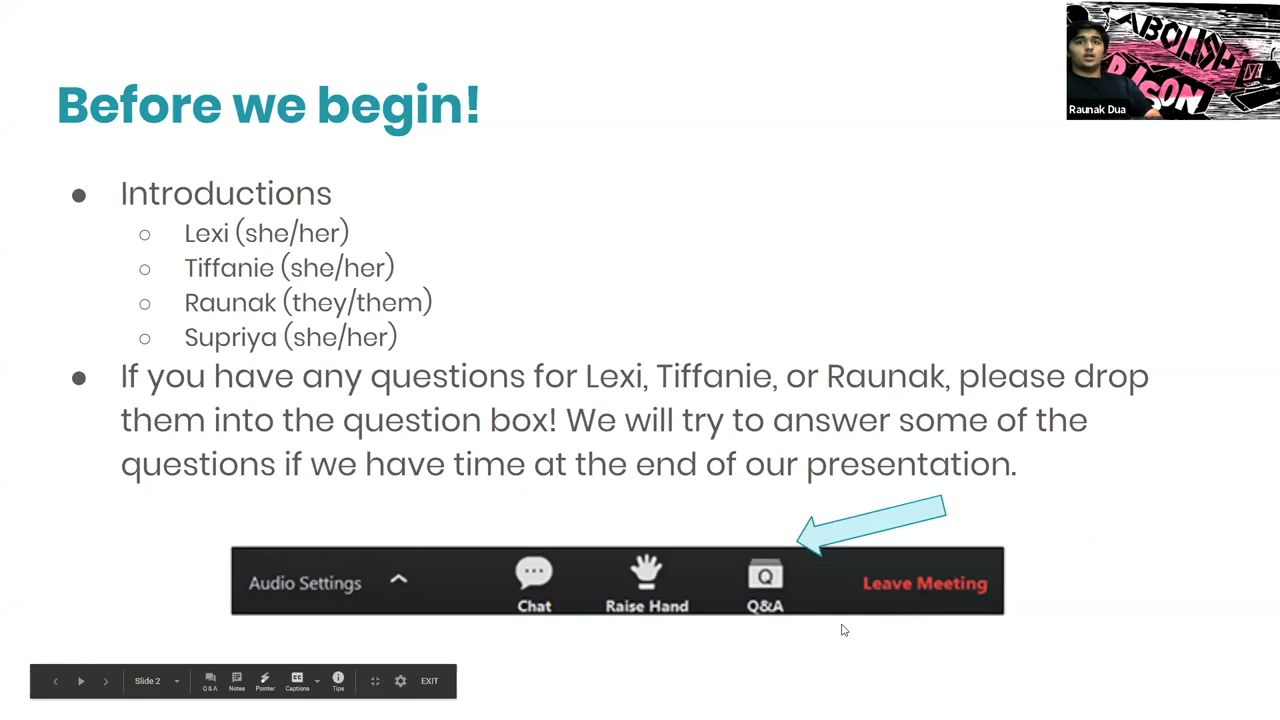 Before we begin!
ABOLISH
PRISON
Raunak Dua
● Introductions
○ Lexi (she/her)
○ Tiffanie (she/her)
○ Raunak (they/them)
○ Supriya (she/her)
● If you have any questions for Lexi, Tiffanie, or Raunak, please drop
them into the question box! We will try to answer some of the
questions if we have time at the end of our presentation.
Audio Settings
Chat
Raise Hand
Q&A
Leave Meeting
Slide 2
Q&A
Notes
Pointer
Captions
Tips
EXIT